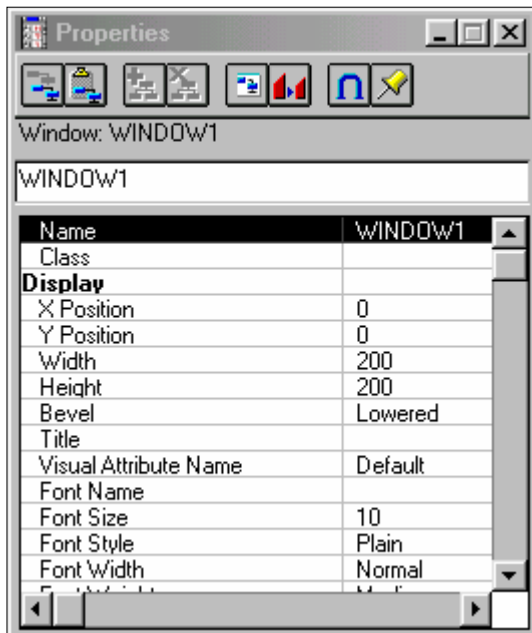 Properties
Window: WINDOW1
WINDOW1
Name WINDOW1
Class
Display
X Position 0
Y Position 0
Width 200
Height 200
Bevel Lowered
Title
Visual Attribute Name Default
Font Name
Font Size 10
Font Style Plain
Font Width Normal